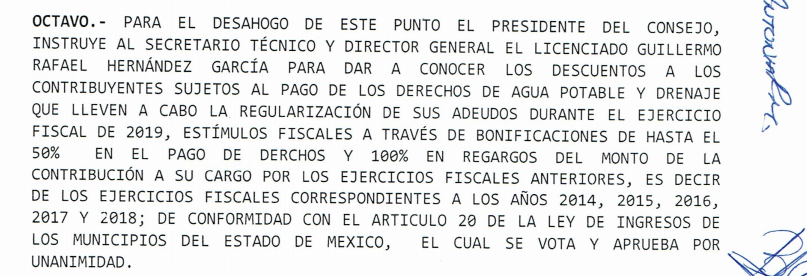 OCTAVO.- PARA EL DESAHOGO DE ESTE PUNTO EL PRESIDENTE DEL CONSEJO,
INSTRUYE AL SECRETARIO TÉCNICO Y DIRECTOR GENERAL EL LICENCIADO GUILLERMO
RAFAEL HERNÁNDEZ GARCÍA PARA DAR A CONOCER LOS DESCUENTOS A LOS
CONTRIBUYENTES SUJETOS AL PAGO DE LOS DERECHOS DE AGUA POTABLE Y DRENAJE
QUE LLEVEN A CABO LA REGULARIZACIÓN DE SUS ADEUDOS DURANTE EL EJERCICIO
FISCAL DE 2019, ESTÍMULOS FISCALES A TRAVÉS DE BONIFICACIONES DE HASTA EL
50% EN EL PAGO DE DERCHOS Y 100% EN REGARGOS DEL MONTO DE LA
CONTRIBUCIÓN A SU CARGO POR LOS EJERCICIOS FISCALES ANTERIORES, ES DECIR
DE LOS EJERCICIOS FISCALES CORRESPONDIENTES A LOS AÑOS 2014, 2015, 2016,
2017 Y 2018; DE CONFORMIDAD CON EL ARTICULO 20 DE LA LEY DE INGRESOS DE
LOS MUNICIPIOS DEL ESTADO DE MEXICO, EL CUAL SE VOTA Y APRUEBA POR
UNANIMIDAD.